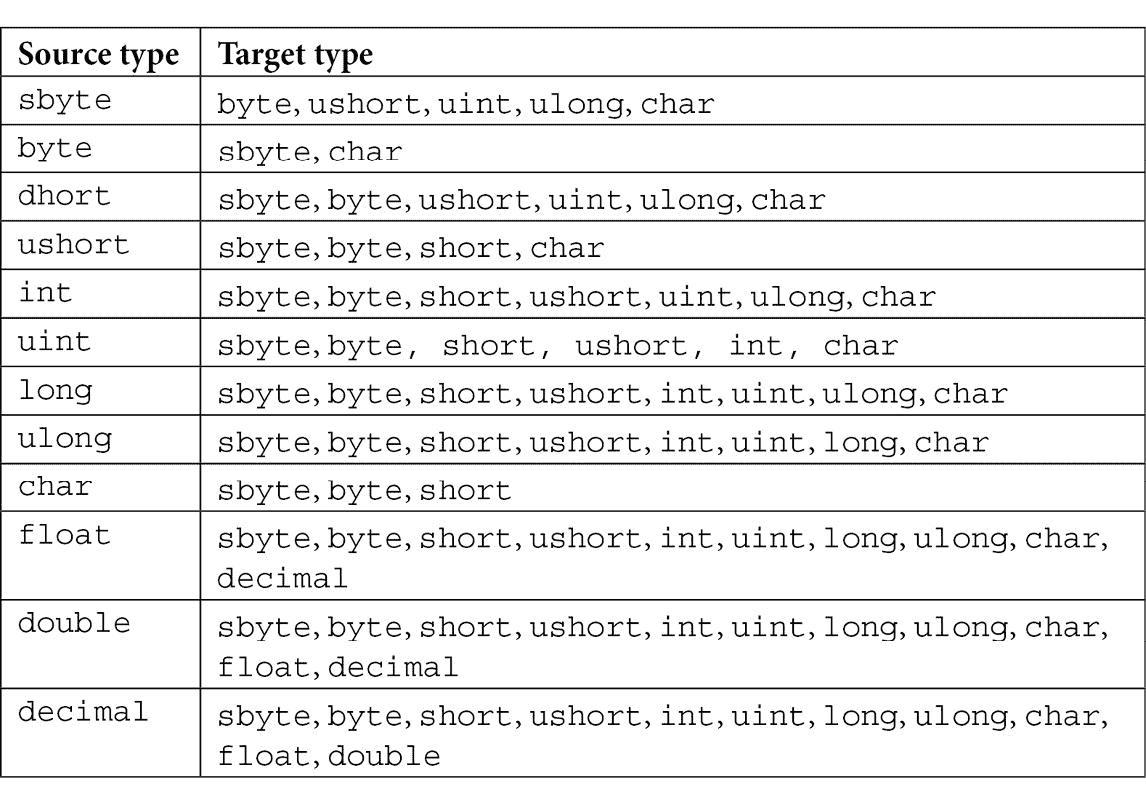 Source type Target type
sbyte byte, ushort, uint, ulong, char
byte sbyte, char
dhort sbyte, byte, ushort, uint, ulong, char
ushort sbyte, byte, short, char
int sbyte, byte, short, ushort, uint, ulong, char
uint sbyte, byte, short, ushort, int, char
long sbyte, byte, short, ushort, int, uint, ulong, char
ulong sbyte, byte, short, ushort, int, uint, long, char
char sbyte, byte, short
float sbyte, byte, short, ushort, int, uint, long, ulong, char,
decimal
double sbyte, byte, short, ushort, int, uint, long, ulong, char,
float, decimal
decimal sbyte, byte, short, ushort, int, uint, long, ulong, char,
float, double